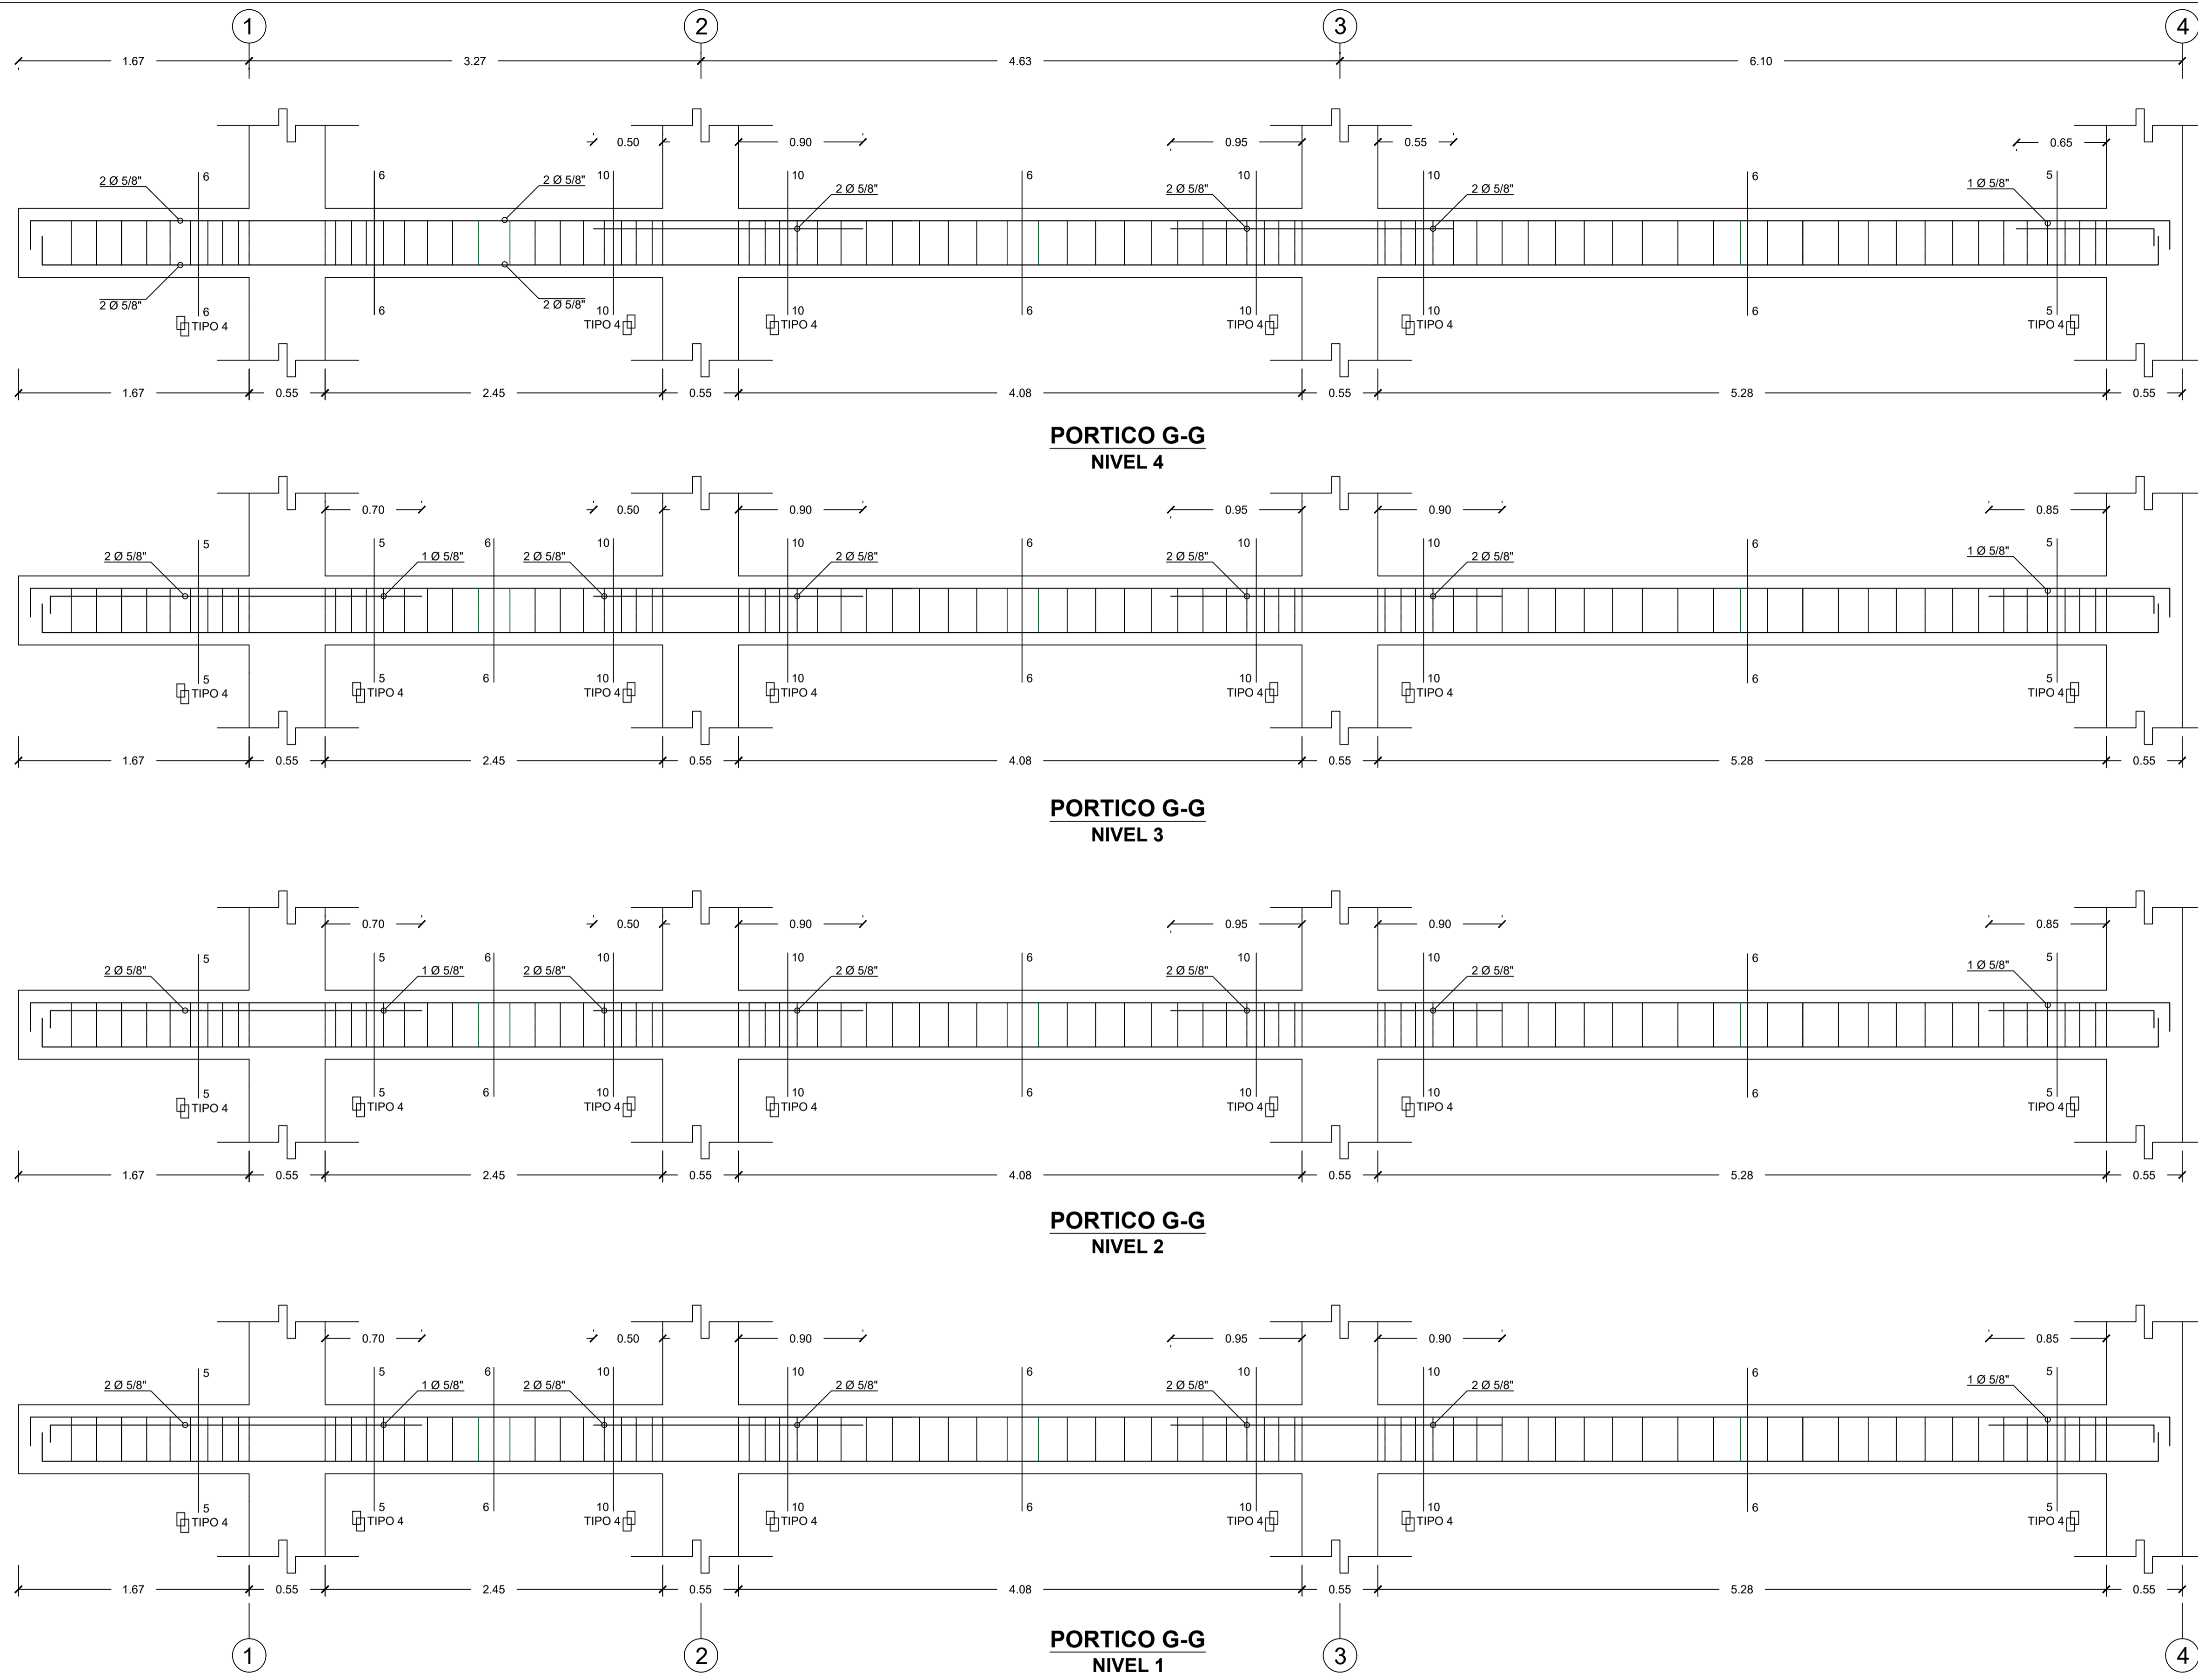 1 2 3 4
1.67 3.27 4.63 6.10
0.50 0.90 0.95 0.55 0.65
6 6 10 10 6 10 10 6 5
2 Ø 5/8" 2 Ø 5/8" 2 Ø 5/8" 2 Ø 5/8" 2 Ø 5/8" 1 Ø 5/8"
2 Ø 5/8" 2 Ø 5/8"
6 6 10 10 6 10 10 6 5
TIPO 4 TIPO 4 TIPO 4 TIPO 4 TIPO 4 TIPO 4
1.67 0.55 2.45 0.55 4.08 0.55 5.28 0.55
PORTICO G-G
NIVEL 4
0.70 0.50 0.90 0.95 0.90 0.85
5 5 6 10 10 6 10 10 6 5
2 Ø 5/8" 1 Ø 5/8" 2 Ø 5/8" 2 Ø 5/8" 2 Ø 5/8" 2 Ø 5/8" 1 Ø 5/8"
5 5 6 10 10 6 10 10 6 5
TIPO 4 TIPO 4 TIPO 4 TIPO 4 TIPO 4 TIPO 4 TIPO 4
1.67 0.55 2.45 0.55 4.08 0.55 5.28 0.55
PORTICO G-G
NIVEL 3
0.70 0.50 0.90 0.95 0.90 0.85
5 5 6 10 10 6 10 10 6 5
2 Ø 5/8" 1 Ø 5/8" 2 Ø 5/8" 2 Ø 5/8" 2 Ø 5/8" 2 Ø 5/8" 1 Ø 5/8"
5 5 6 10 10 6 10 10 6 5
TIPO 4 TIPO 4 TIPO 4 TIPO 4 TIPO 4 TIPO 4 TIPO 4
1.67 0.55 2.45 0.55 4.08 0.55 5.28 0.55
PORTICO G-G
NIVEL 2
0.70 0.50 0.90 0.95 0.90 0.85
5 5 6 10 10 6 10 10 6 5
2 Ø 5/8" 1 Ø 5/8" 2 Ø 5/8" 2 Ø 5/8" 2 Ø 5/8" 2 Ø 5/8" 1 Ø 5/8"
5 5 6 10 10 6 10 10 6 5
TIPO 4 TIPO 4 TIPO 4 TIPO 4 TIPO 4 TIPO 4 TIPO 4
1.67 0.55 2.45 0.55 4.08 0.55 5.28 0.55
1 2 3 4
PORTICO G-G
NIVEL 1